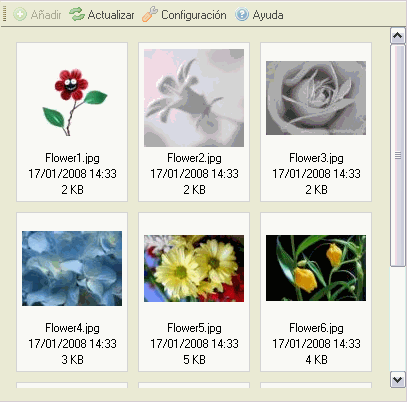 Añadir Actualizar Configuración Ayuda
Flower1.jpg
17/01/2008 14:33
2 KB
Flower2.jpg
17/01/2008 14:33
2 KB
Flower3.jpg
17/01/2008 14:33
2 KB
Flower4.jpg
17/01/2008 14:33
3 KB
Flower5.jpg
17/01/2008 14:33
5 KB
Flower6.jpg
17/01/2008 14:33
4 KB